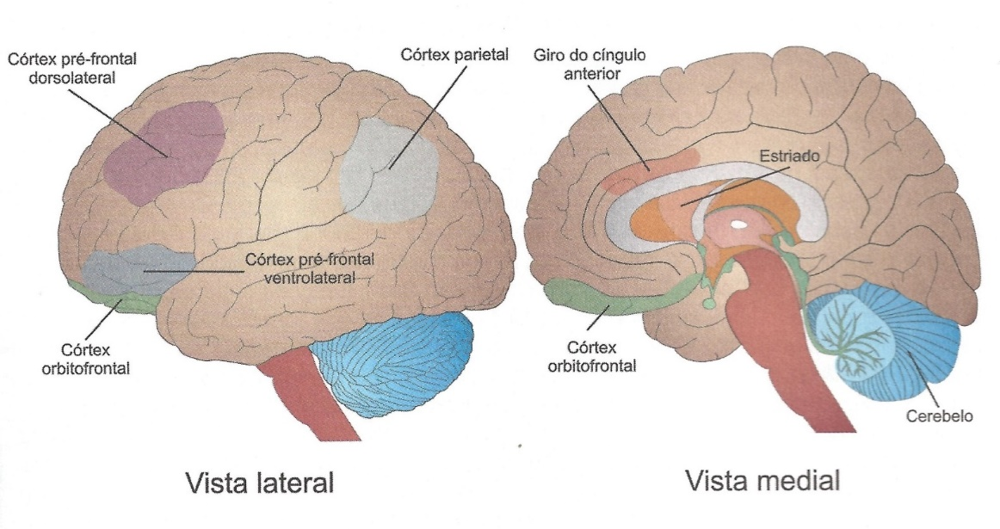 Córtex pré-frontal
dorsolateral
Córtex parietal
Córtex pré-frontal
ventrolateral
Córtex
orbitofrontal
Vista lateral
Giro do cíngulo
anterior
Estriado
Córtex
orbitofrontal
Cerebelo
Vista medial